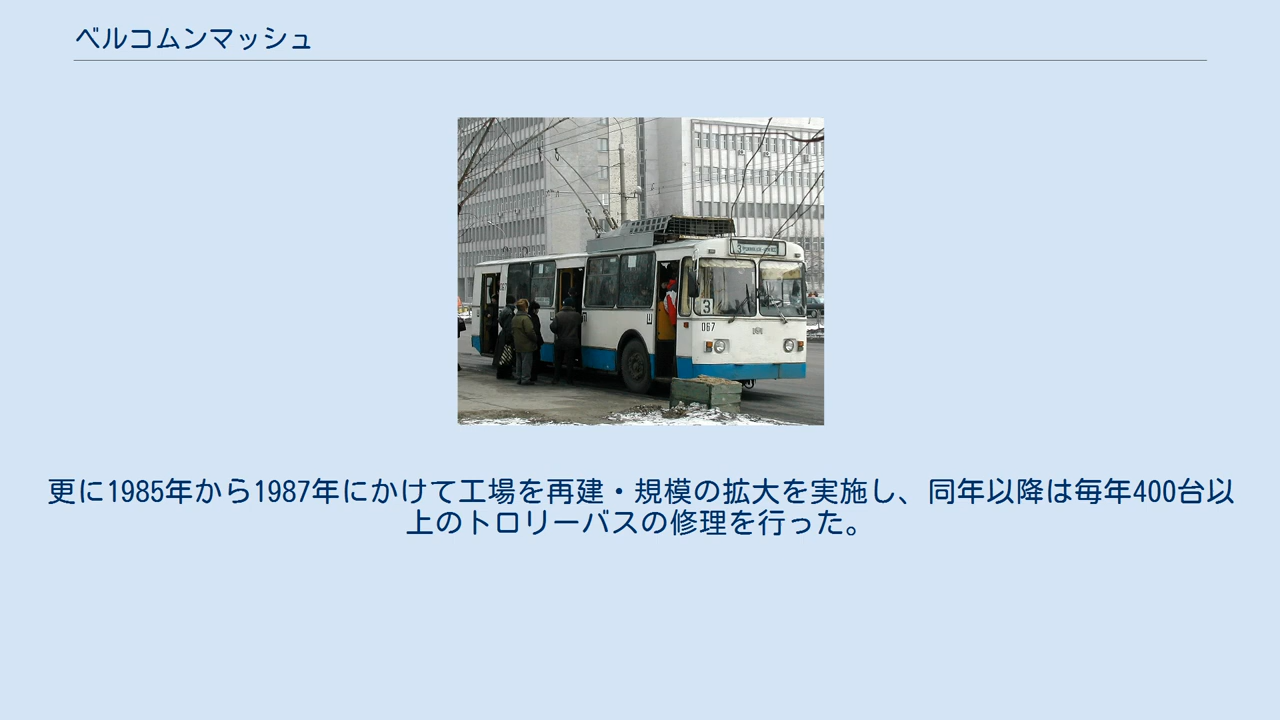 ベルコムンマッシュ
3
3
067
更に1985年から1987年にかけて工場を再建・規模の拡大を実施し、同年以降は毎年400台以
上のトロリーバスの修理を行った。